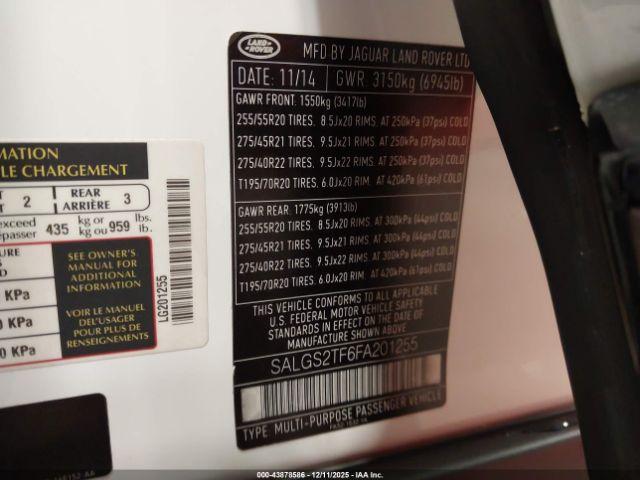 LAND ROVER
MFD BY JAGUAR LAND ROVER LTD
DATE: 11/14 GWR: 3150kg (6945lb)
GAWR FRONT: 1550kg (3417lb)
255/55R20 TIRES. 8.5Jx20 RIMS. AT 250kPa (37psi) COLD
275/45R21 TIRES. 9.5Jx21 RIMS. AT 250kPa (37psi) COLD
275/40R22 TIRES. 9.5Jx22 RIMS. AT 250kPa (37psi) COLD
T195/70R20 TIRES. 6.0Jx20 RIM. AT 420kPa (61psi) COLD
GAWR REAR: 1775kg (3913lb)
255/55R20 TIRES. 8.5Jx20 RIMS. AT 300kPa (44psi) COLD
275/45R21 TIRES. 9.5Jx21 RIMS. AT 300kPa (44psi) COLD
275/40R22 TIRES. 9.5Jx22 RIMS. AT 300kPa (44psi) COLD
T195/70R20 TIRES. 6.0Jx20 RIM. AT 420kPa (61psi) COLD
THIS VEHICLE CONFORMS TO ALL APPLICABLE
U.S. FEDERAL MOTOR VEHICLE SAFETY
STANDARDS IN EFFECT ON THE DATE OF
MANUFACTURE SHOWN ABOVE
SALGS2TF6FA201255
TYPE: MULTI-PURPOSE PASSENGER VEHICLE
RMATION
LE CHARGEMENT
2 REAR ARRIÈRE 3
exceed
épasser 435 kg or kg ou 959 lbs. lb.
SEE OWNER'S
MANUAL FOR
ADDITIONAL
INFORMATION
VOIR LE MANUEL
DEL'USAGER
POUR PLUS DE
RENSEIGNEMENTS
KPa
0 KPa
0 KPa
LG201255
000-43878586 - 12/11/2025 - IAA Inc.